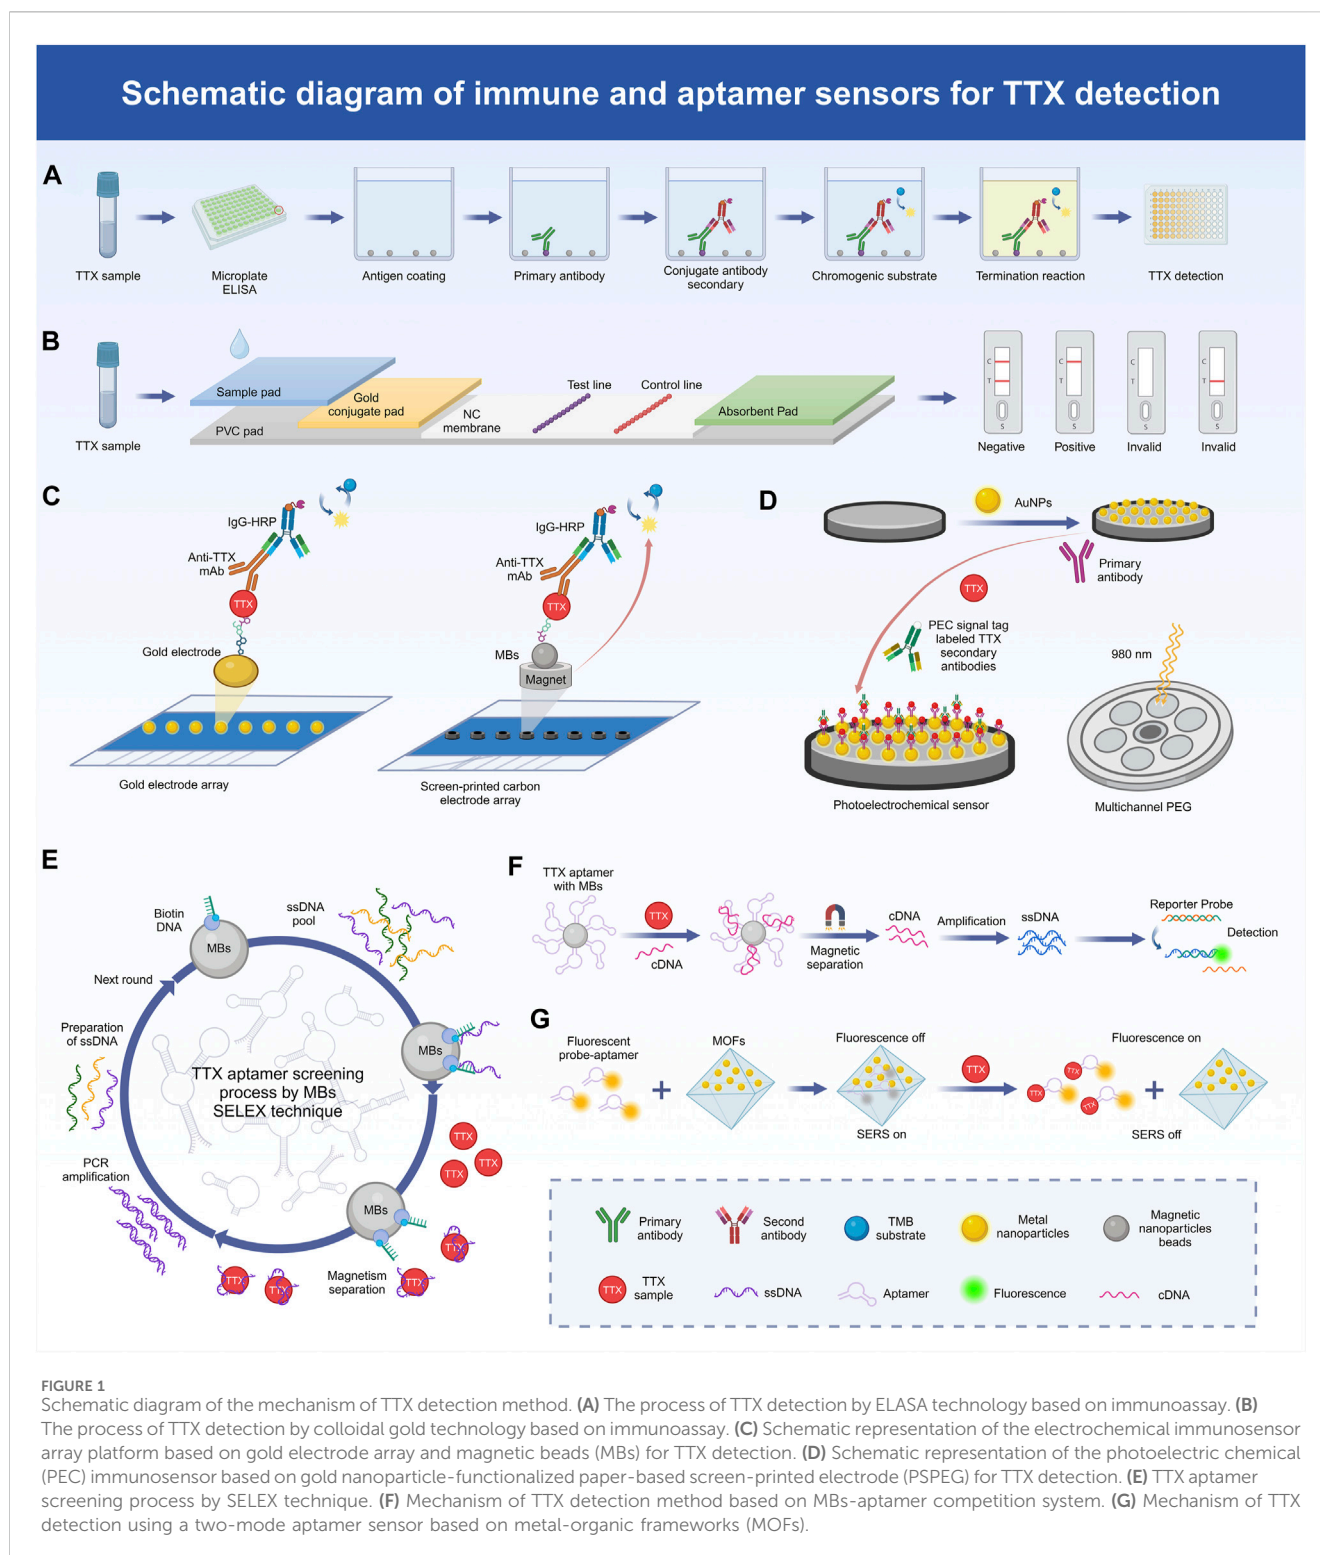 Schematic diagram of immune and aptamer sensors for TTX detection
A
TTX sample
Microplate
ELISA
Antigen coating
Primary antibody
Conjugate antibody
secondary
Chromogenic substrate
Termination reaction
TTX detection
B
TTX sample
Sample pad
Gold
conjugate pad
PVC pad
NC
membrane
Test line
Control line
Absorbent Pad
C
T
S
Negative
C
T
S
Positive
C
T
S
Invalid
C
T
S
Invalid
C
IgG-HRP
Anti-TTX
mAb
TTX
Gold electrode
Gold electrode array
IgG-HRP
Anti-TTX
mAb
TTX
MBs
Magnet
Screen-printed carbon
electrode array
D
AuNPs
Primary
antibody
TTX
PEC signal tag
labeled TTX
secondary
antibodies
Photoelectrochemical sensor
980 nm
Multichannel PEG
E
Biotin
DNA
MBs
ssDNA
pool
MBs
TTX
TTX
TTX
MBs
TTX
TTX
Magnetism
separation
TTX
TTX
PCR
amplification
Preparation
of ssDNA
Next round
TTX aptamer screening
process by MBs
SELEX technique
F
TTX aptamer
with MBs
TTX
cDNA
Magnetic
separation
cDNA
Amplification
ssDNA
Reporter Probe
Detection
G
Fluorescent
probe-aptamer
MOFs
Fluorescence off
SERS on
TTX
Fluorescence on
TTX
TTX
TTX
SERS off
Primary
antibody
Second
antibody
TMB
substrate
Metal
nanoparticles
Magnetic
nanoparticles
beads
TTX
TTX
sample
ssDNA
Aptamer
Fluorescence
cDNA
FIGURE 1
Schematic diagram of the mechanism of TTX detection method. (A) The process of TTX detection by ELASA technology based on immunoassay. (B)
The process of TTX detection by colloidal gold technology based on immunoassay. (C) Schematic representation of the electrochemical immunosensor
array platform based on gold electrode array and magnetic beads (MBs) for TTX detection. (D) Schematic representation of the photoelectric chemical
(PEC) immunosensor based on gold nanoparticle-functionalized paper-based screen-printed electrode (PSPEG) for TTX detection. (E) TTX aptamer
screening process by SELEX technique. (F) Mechanism of TTX detection method based on MBs-aptamer competition system. (G) Mechanism of TTX
detection using a two-mode aptamer sensor based on metal-organic frameworks (MOFs).